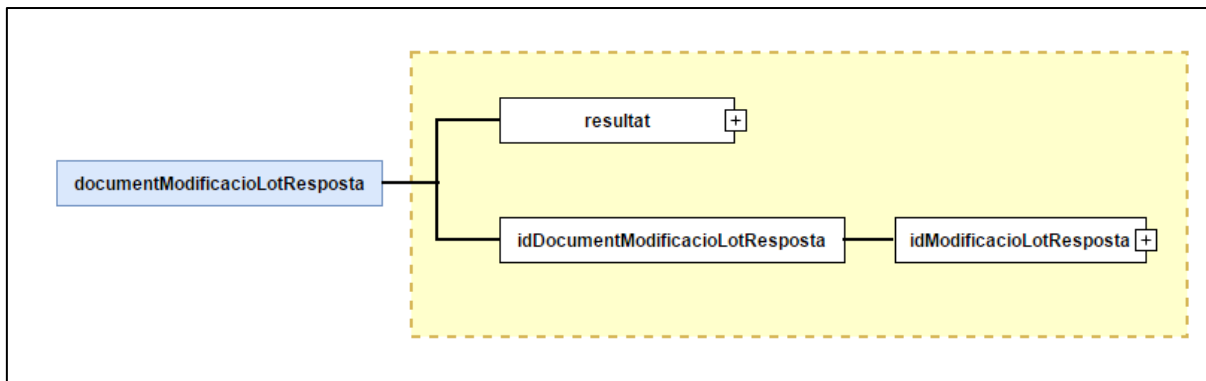 resultat
+
documentModificacioLotResposta
idDocumentModificacioLotResposta
idModificacioLotResposta
+